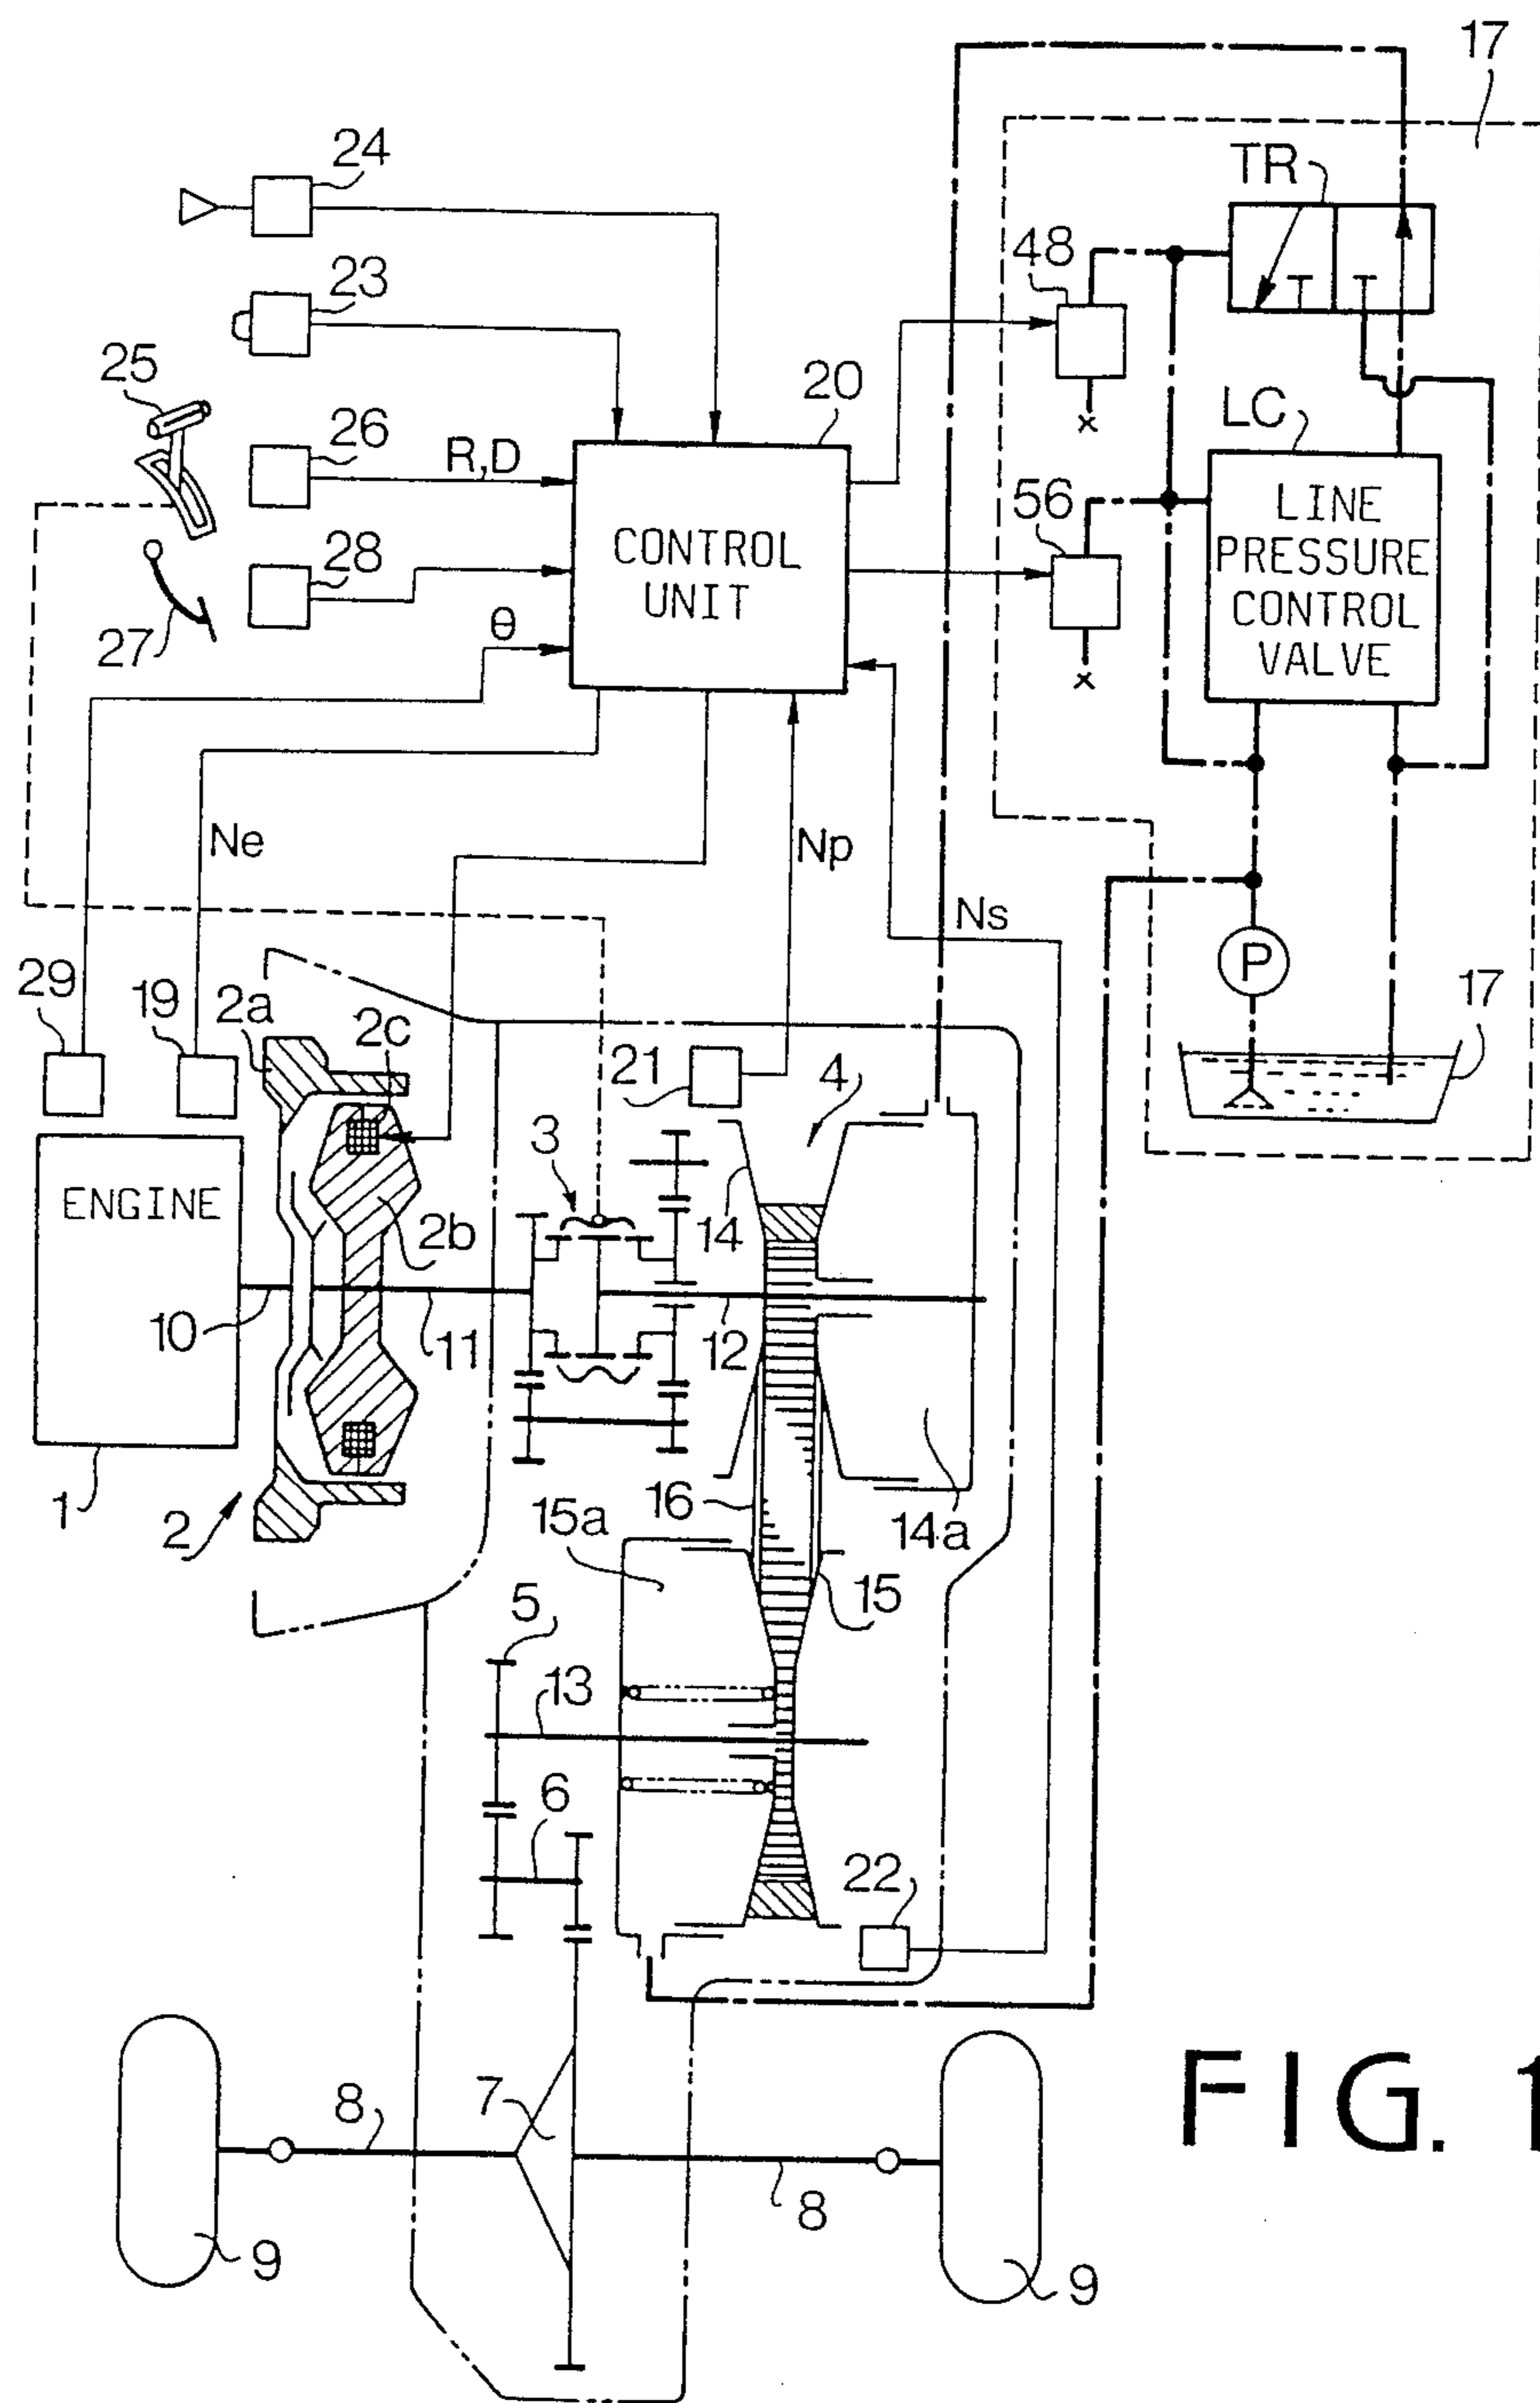 17
24
TR
48
23
25
20
LC
26
R,D
56
LINE
PRESSURE
CONTROL
VALVE
CONTROL
UNIT
28
27
θ
Ne
Np
Ns
P
29
19
2a
2c
21
4
17
3
ENGINE
14
2b
10
11
12
1
2
16
15a
14a
15
5
13
6
22
8
7
8
9
9
FIG. 1